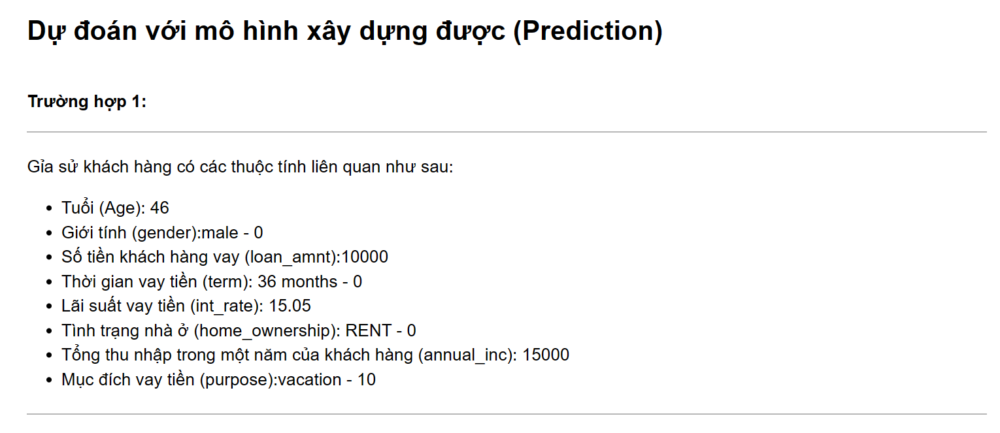 Dự đoán với mô hình xây dựng được (Prediction)
Trường hợp 1:
Gỉa sử khách hàng có các thuộc tính liên quan như sau:
• Tuổi (Age): 46
• Giới tính (gender):male - 0
• Số tiền khách hàng vay (loan_amnt):10000
• Thời gian vay tiền (term): 36 months - 0
• Lãi suất vay tiền (int_rate): 15.05
• Tình trạng nhà ở (home_ownership): RENT - 0
• Tổng thu nhập trong một năm của khách hàng (annual_inc): 15000
• Mục đích vay tiền (purpose):vacation - 10